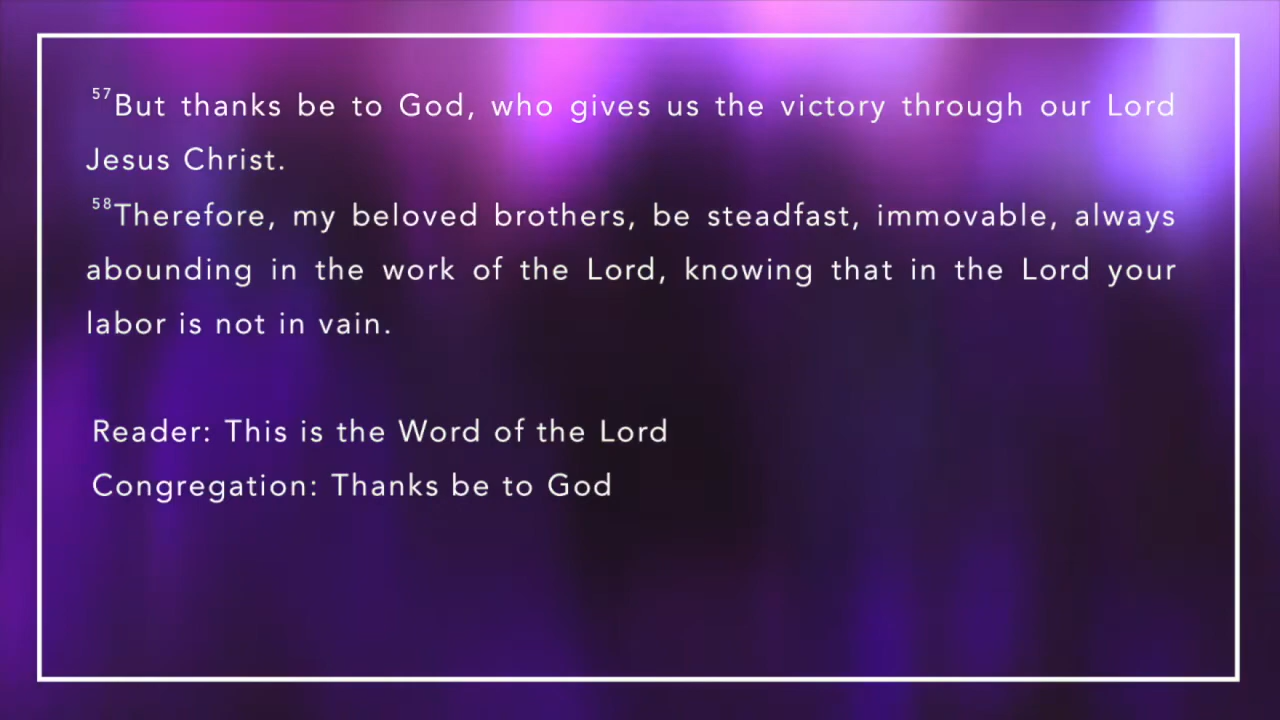 57But thanks be to God, who gives us the victory through our Lord
Jesus Christ.
58Therefore, my beloved brothers, be steadfast, immovable, always
abounding in the work of the Lord, knowing that in the Lord your
labor is not in vain.
Reader: This is the Word of the Lord
Congregation: Thanks be to God